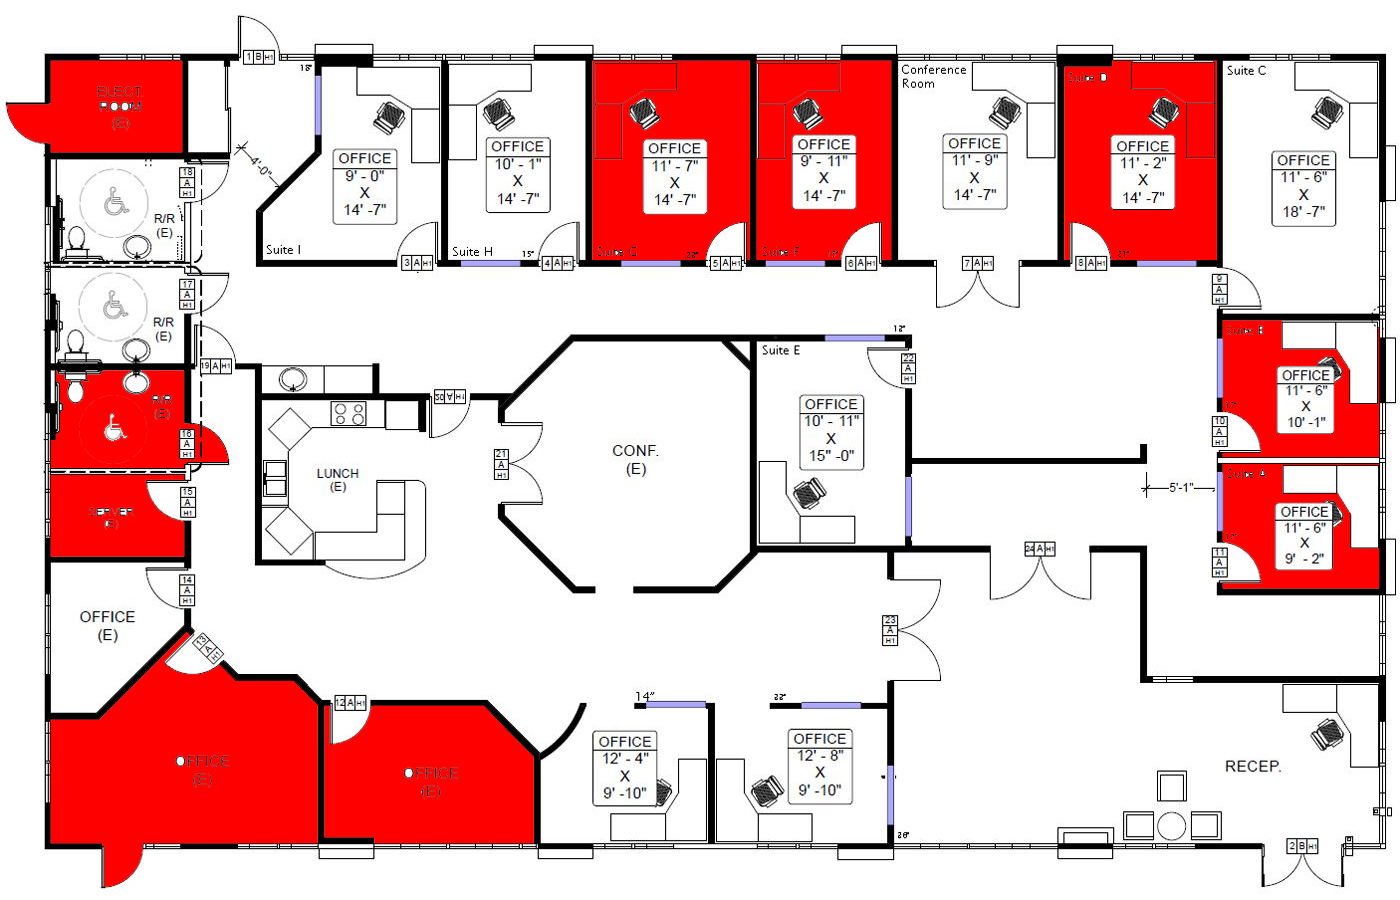 1 B H1
18"
ELECT.
ROOM
(E)
4'-0"
OFFICE
9' - 0"
X
14' -7"
Suite I
3 A H1
OFFICE
10' - 1"
X
14' -7"
Suite H
15"
4 A H1
OFFICE
11' - 7"
X
14' -7"
Suite G
5 A H1
OFFICE
9' - 11"
X
14' -7"
Suite F
6 A H1
Conference
Room
OFFICE
11' - 9"
X
14' -7"
7 A H1
Suite D
OFFICE
11' - 2"
X
14' -7"
8 A H1
21"
Suite C
OFFICE
11' - 6"
X
18' -7"
9
A
H1
18
A
H1
R/R
(E)
17
A
H1
R/R
(E)
19 A H1
R/R
(E)
16
A
H1
SERVER
(E)
15
A
H1
20 A H1
LUNCH
(E)
21
A
H1
CONF.
(E)
12"
Suite E
22
A
H1
OFFICE
10' - 11"
X
15" -0"
Suite B
OFFICE
11' - 6"
X
10' -1"
10
A
H1
Suite A
OFFICE
11' - 6"
X
9' - 2"
11
A
H1
5'-1"
24 A H1
14
A
H1
OFFICE
(E)
13
A
H1
23
A
H1
12 A H1
14"
22"
OFFICE
(E)
OFFICE
(E)
OFFICE
12' - 4"
X
9' -10"
OFFICE
12' - 8"
X
9' -10"
26"
RECEP.
2 B H1